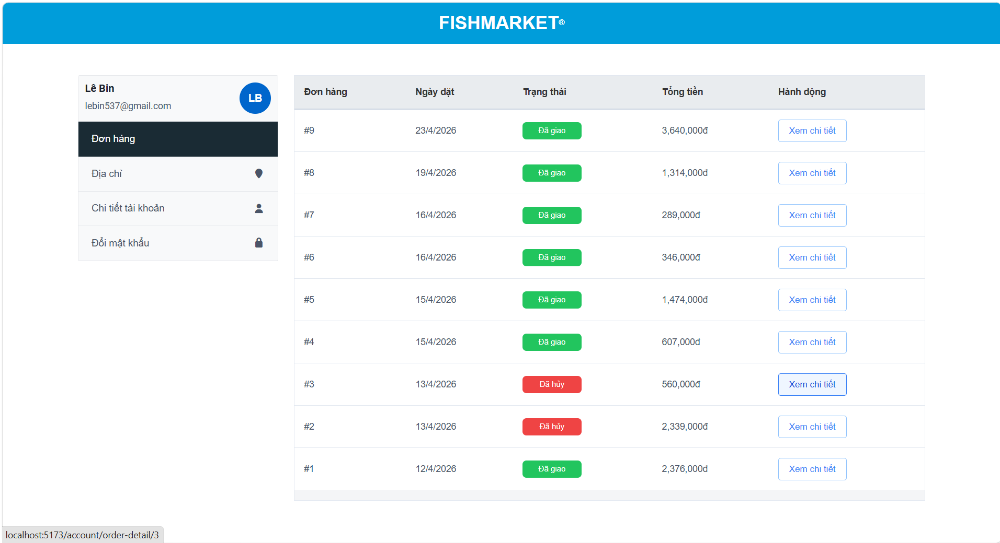 FISHMARKET®
Lê Bin
lebin537@gmail.com
LB
Đơn hàng
Địa chỉ
Chi tiết tài khoản
Đổi mật khẩu
Đơn hàng Ngày đặt Trạng thái Tổng tiền Hành động
#9 23/4/2026 Đã giao 3,640,000đ Xem chi tiết
#8 19/4/2026 Đã giao 1,314,000đ Xem chi tiết
#7 16/4/2026 Đã giao 289,000đ Xem chi tiết
#6 16/4/2026 Đã giao 346,000đ Xem chi tiết
#5 15/4/2026 Đã giao 1,474,000đ Xem chi tiết
#4 15/4/2026 Đã giao 607,000đ Xem chi tiết
#3 13/4/2026 Đã hủy 560,000đ Xem chi tiết
#2 13/4/2026 Đã hủy 2,339,000đ Xem chi tiết
#1 12/4/2026 Đã giao 2,376,000đ Xem chi tiết
localhost:5173/account/order-detail/3